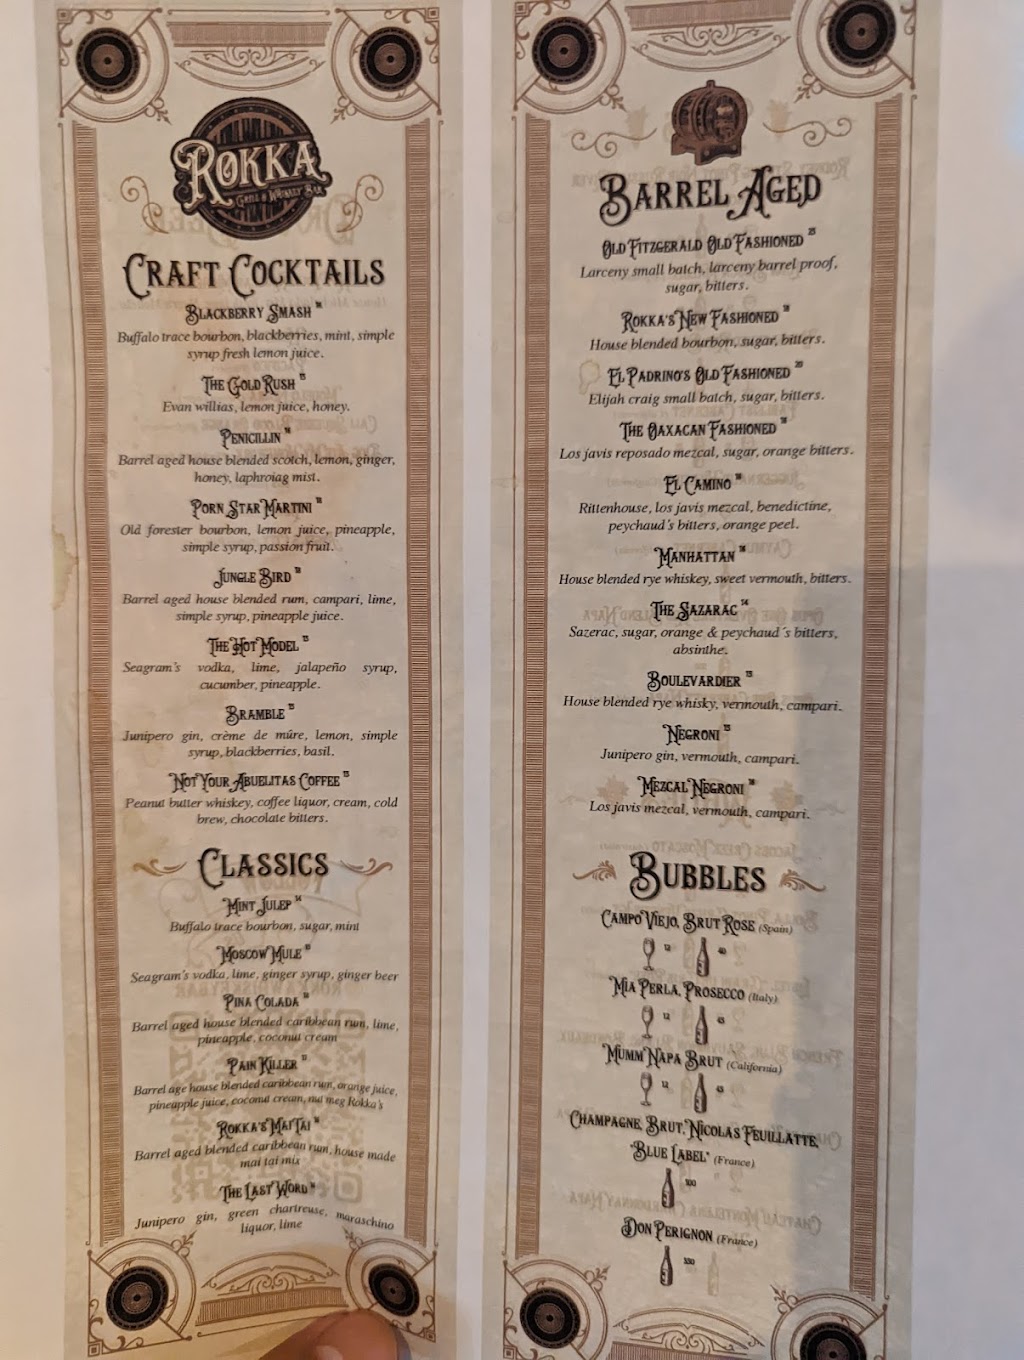 ROKKA
GRILL & WHISKEY BAR
CRAFT COCKTAILS
BLACKBERRY SMASH
Buffalo trace bourbon, blackberries, mint, simple
syrup fresh lemon juice.
THE GOLD RUSH
Evan willias, lemon juice, honey.
PENICILLIN
Barrel aged house blended scotch, lemon, ginger,
honey, laphroiag mist.
PORN STAR MARTINI
Old forester bourbon, lemon juice, pineapple,
simple syrup, passion fruit.
JUNGLE BIRD
Barrel aged house blended rum, campari, lime,
simple syrup, pineapple juice.
THE HOT MODEL
Seagram's vodka, lime, jalapeño syrup,
cucumber, pineapple.
BRAMBLE
Junipero gin, crème de mûre, lemon, simple
syrup, blackberries, basil.
NOT YOUR ABUELITAS COFFEE
Peanut butter whiskey, coffee liquor, cream, cold
brew, chocolate bitters.
CLASSICS
MINT JULEP 14
Buffalo trace bourbon, sugar, mint
MOSCOW MULE
Seagram's vodka, lime, ginger syrup, ginger beer
PINA COLADA
Barrel aged house blended caribbean rum, lime,
pineapple, coconut cream
PAIN KILLER
Barrel age house blended caribbean rum, orange juice,
pineapple juice, coconut cream, nut meg Rokka's
ROKKA'S MAI TAI
Barrel aged blended caribbean rum, house made
mai tai mix
THE LAST WORD
Junipero gin, green chartreuse, maraschino
liquor, lime
BARREL AGED
OLD FITZGERALD OLD FASHIONED
Larceny small batch, larceny barrel proof,
sugar, bitters.
ROKKA'S NEW FASHIONED
House blended bourbon, sugar, bitters.
EL PADRINO'S OLD FASHIONED
Elijah craig small batch, sugar, bitters.
THE OAXACAN FASHIONED
Los javis reposado mezcal, sugar, orange bitters.
EL CAMINO
Rittenhouse, los javis mezcal, benedictine,
peychaud's bitters, orange peel.
MANHATTAN
House blended rye whiskey, sweet vermouth, bitters.
THE SAZARAC 14
Sazerac, sugar, orange & peychaud´s bitters,
absinthe.
BOULEVARDIER
House blended rye whisky, vermouth, campari.
NEGRONI
Junipero gin, vermouth, campari.
MEZCAL NEGRONI
Los javis mezcal, vermouth, campari.
BUBBLES
CAMPO VIEJO, BRUT ROSE (Spain)
12
MIA PERLA, PROSECCO (Italy)
12 45
MUMM NAPA BRUT (California)
12 45
CHAMPAGNE, BRUT, NICOLAS FEUILLATTE,
"BLUE LABEL" (France)
100
DON PERIGNON (France)